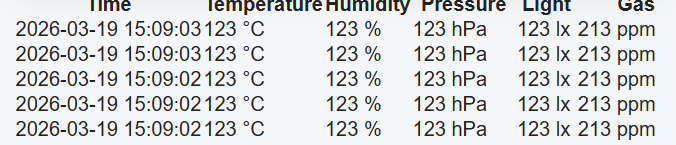 Time Temperature Humidity Pressure Light Gas
2026-03-19 15:09:03 123 °C 123 % 123 hPa 123 lx 213 ppm
2026-03-19 15:09:03 123 °C 123 % 123 hPa 123 lx 213 ppm
2026-03-19 15:09:02 123 °C 123 % 123 hPa 123 lx 213 ppm
2026-03-19 15:09:02 123 °C 123 % 123 hPa 123 lx 213 ppm
2026-03-19 15:09:02 123 °C 123 % 123 hPa 123 lx 213 ppm